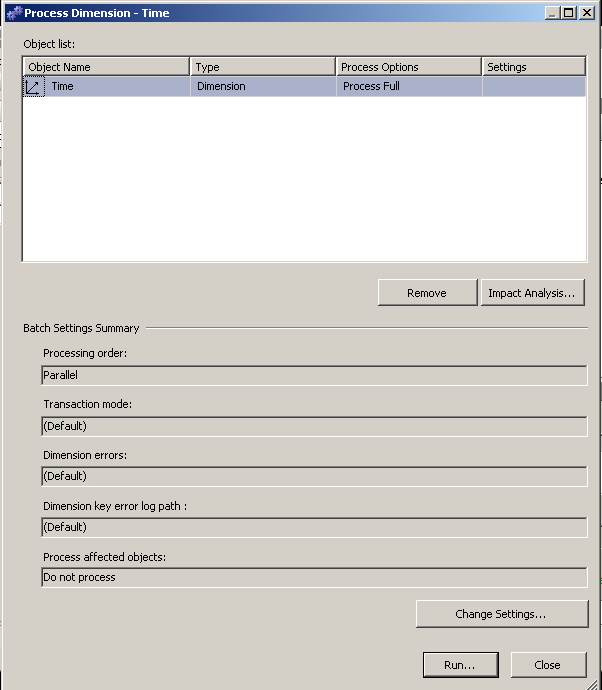 Process Dimension - Time
Object list:
Object Name Type Process Options Settings
Time Dimension Process Full
Remove Impact Analysis...
Batch Settings Summary
Processing order:
Parallel
Transaction mode:
(Default)
Dimension errors:
(Default)
Dimension key error log path :
(Default)
Process affected objects:
Do not process
Change Settings...
Run... Close